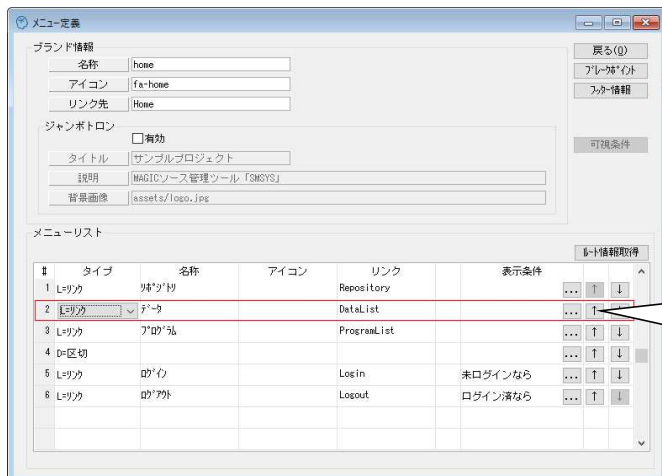 メニュー定義
ブランド情報
名称 home
アイコン fa-home
リンク先 Home
戻る(Q)
ﾌﾞﾚｰｸﾎﾟｲﾝﾄ
ﾌｯﾀｰ情報
ジャンボトロン
有効
可視条件
タイトル サンプルプロジェクト
説明 MAGICソース管理ツール「SMSYS」
背景画像 assets/logo.jpg
メニューリスト
ﾙｰﾄ情報取得
# タイプ 名称 アイコン リンク 表示条件
1 L=ﾘﾝｸ ﾘﾎﾟｼﾞﾄﾘ Repository ... ↑ ↓
2 L=ﾘﾝｸ ﾃﾞｰﾀ DataList ... ↑ ↓
3 L=ﾘﾝｸ ﾌﾟﾛｸﾞﾗﾑ ProgramList ... ↑ ↓
4 D=区切 ... ↑ ↓
5 L=ﾘﾝｸ ﾛｸﾞｲﾝ Login 未ログインなら ... ↑ ↓
6 L=ﾘﾝｸ ﾛｸﾞｱｳﾄ Logout ログイン済なら ... ↑ ↓